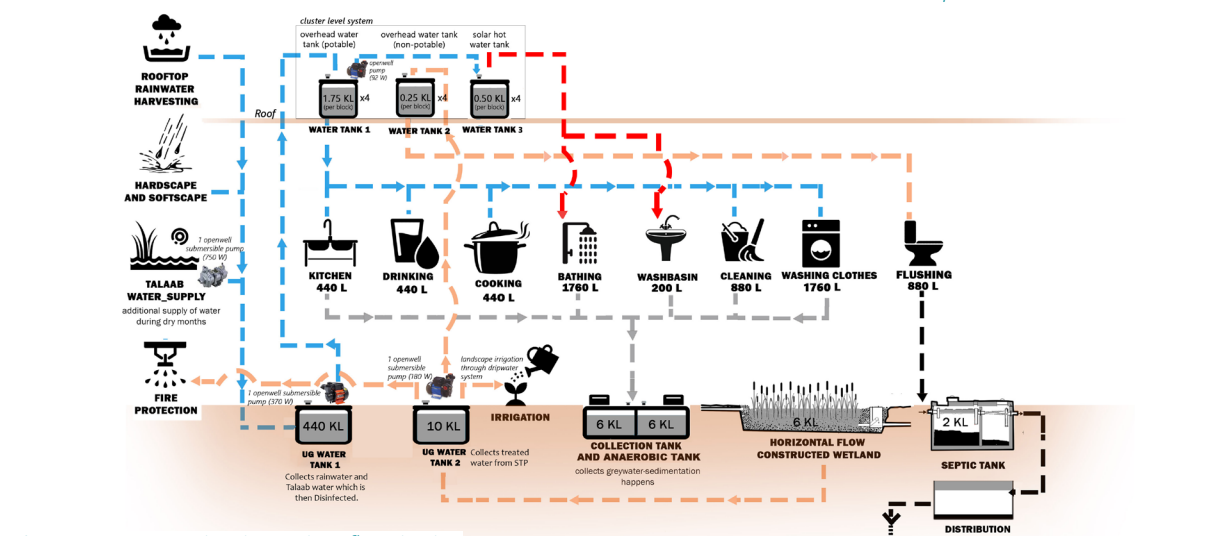 cluster level system
overhead water
tank (potable)
overhead water tank
(non-potable)
solar hot
water tank
openwell
pump
(92 W)
1.75 KL
(per block)
x4
0.25 KL
(per block)
x4
0.50 KL
(per block)
x4
Roof
WATER TANK 1
WATER TANK 2
WATER TANK 3
ROOFTOP
RAINWATER
HARVESTING
HARDSCAPE
AND SOFTSCAPE
1 openwell
submersible pump
(750 W)
TALAAB
WATER_SUPPLY
additional supply of water
during dry months
FIRE
PROTECTION
KITCHEN
440 L
DRINKING
440 L
COOKING
440 L
BATHING
1760 L
WASHBASIN
200 L
CLEANING
880 L
WASHING CLOTHES
1760 L
FLUSHING
880 L
1 openwell submersible
pump (370 W)
1 openwell
submersible
pump (180 W)
landscape irrigation
through dripwater
system
IRRIGATION
440 KL
UG WATER
TANK 1
Collects rainwater and
Talaab water which is
then Disinfected.
10 KL
UG WATER
TANK 2
Collects treated
water from STP
6 KL
6 KL
COLLECTION TANK
AND ANAEROBIC TANK
collects greywater-sedimentation
happens
6 KL
HORIZONTAL FLOW
CONSTRUCTED WETLAND
2 KL
SEPTIC TANK
DISTRIBUTION